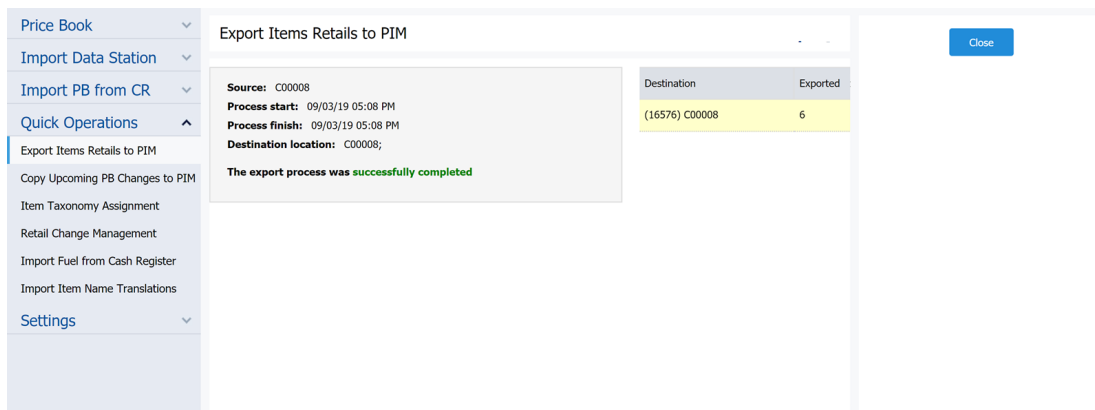 Price Book
Import Data Station
Import PB from CR
Quick Operations
Export Items Retails to PIM
Copy Upcoming PB Changes to PIM
Item Taxonomy Assignment
Retail Change Management
Import Fuel from Cash Register
Import Item Name Translations
Settings
Export Items Retails to PIM
Source: C00008
Process start: 09/03/19 05:08 PM
Process finish: 09/03/19 05:08 PM
Destination location: C00008;
The export process was successfully completed
Destination Exported
(16576) C00008 6
Close